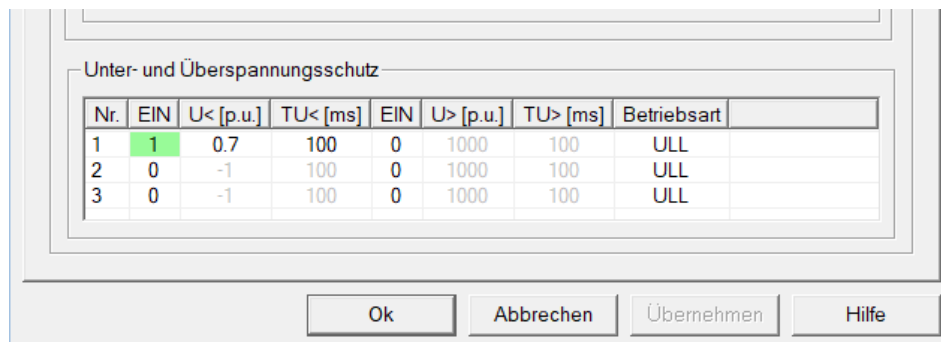 Unter- und Überspannungsschutz
Nr. EIN U< [p.u.] TU< [ms] EIN U> [p.u.] TU> [ms] Betriebsart
1 1 0.7 100 0 1000 100 ULL
2 0 -1 100 0 1000 100 ULL
3 0 -1 100 0 1000 100 ULL
Ok Abbrechen Übernehmen Hilfe